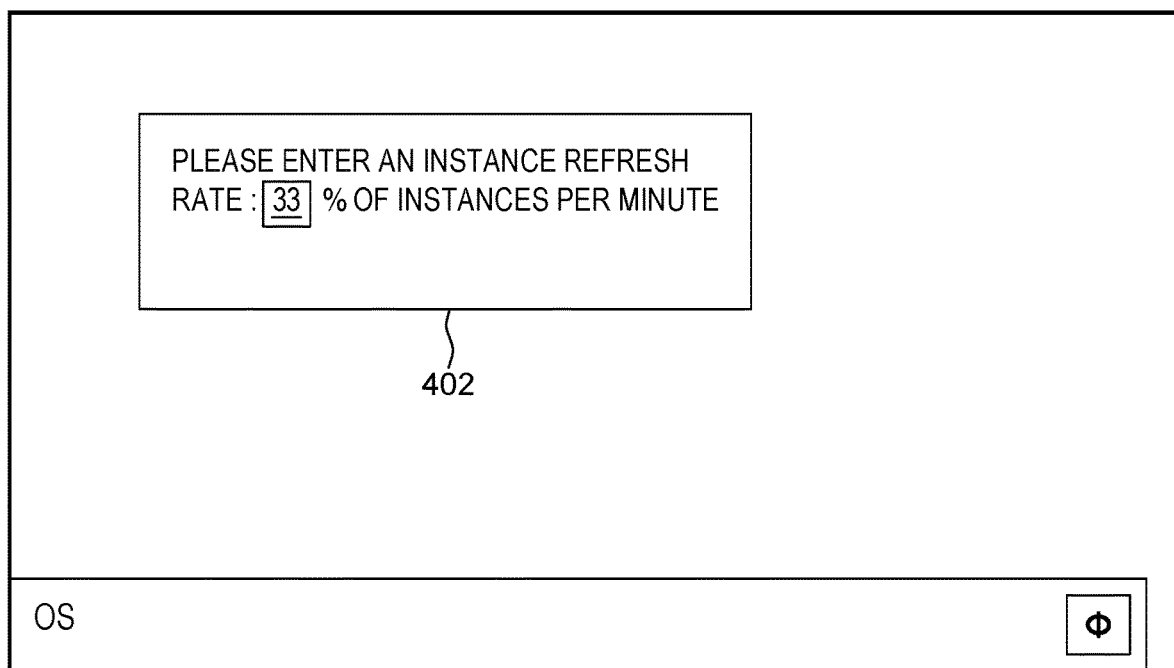 PLEASE ENTER AN INSTANCE REFRESH
RATE : 33 % OF INSTANCES PER MINUTE
402
OS
Φ